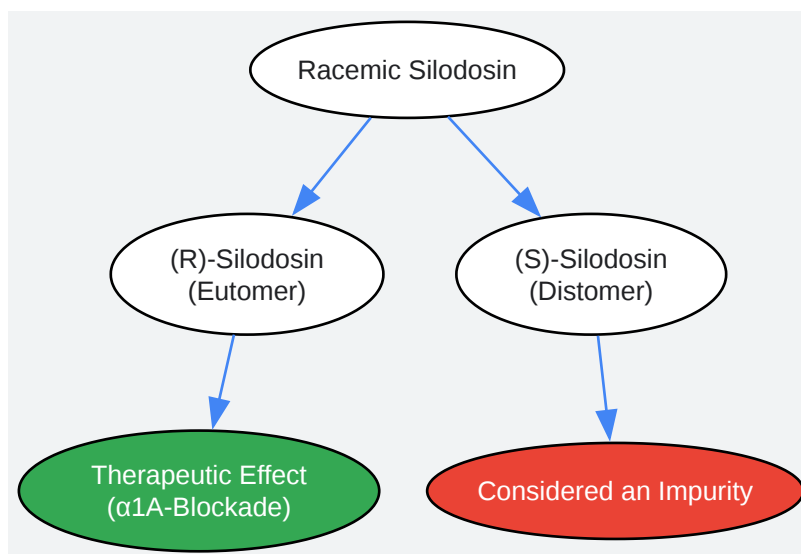 Racemic Silodosin
(R)-Silodosin
(Eutomer)
(S)-Silodosin
(Distomer)
Therapeutic Effect
(α1A-Blockade)
Considered an Impurity